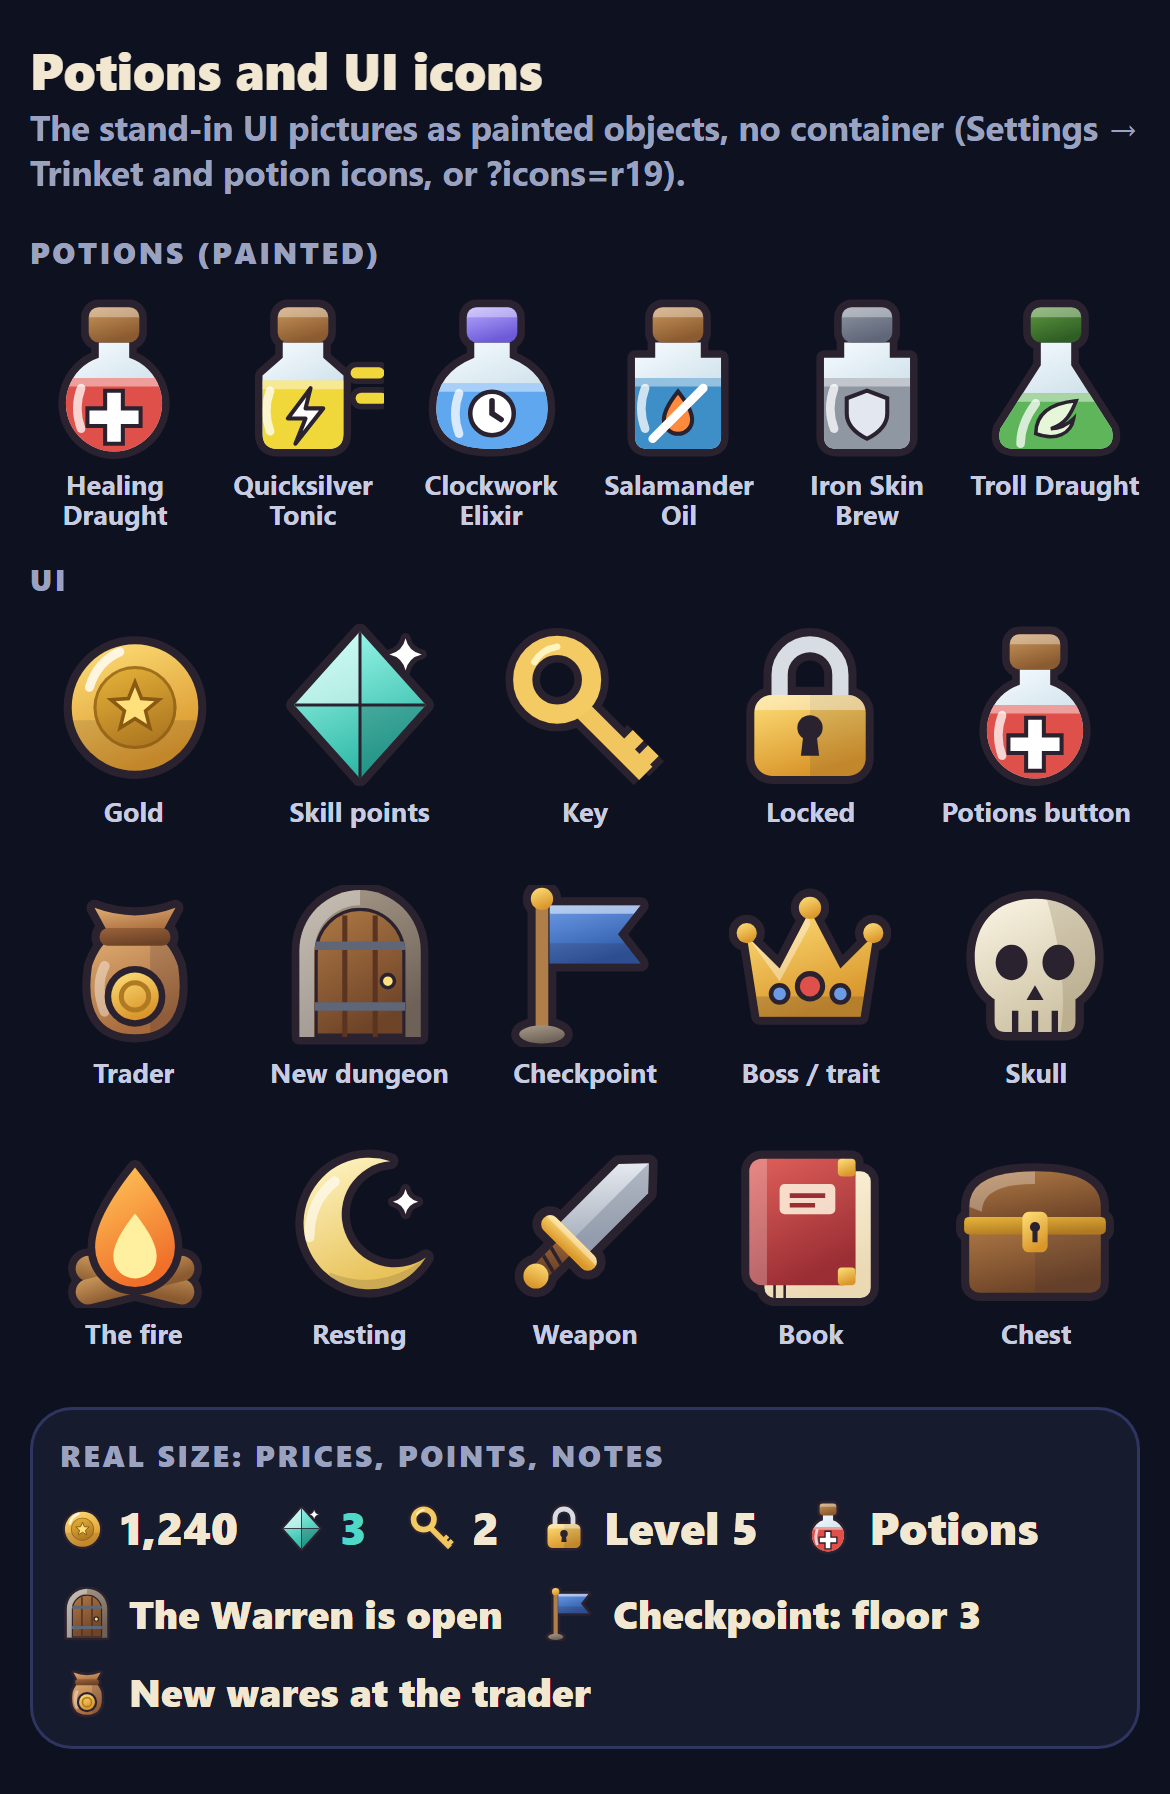 Potions and UI icons
The stand-in UI pictures as painted objects, no container (Settings →
Trinket and potion icons, or ?icons=r19).
POTIONS (PAINTED)
Healing Draught
Quicksilver Tonic
Clockwork Elixir
Salamander Oil
Iron Skin Brew
Troll Draught
UI
Gold
Skill points
Key
Locked
Potions button
Trader
New dungeon
Checkpoint
Boss / trait
Skull
The fire
Resting
Weapon
Book
Chest
REAL SIZE: PRICES, POINTS, NOTES
1,240 3 2 Level 5 Potions
The Warren is open Checkpoint: floor 3
New wares at the trader